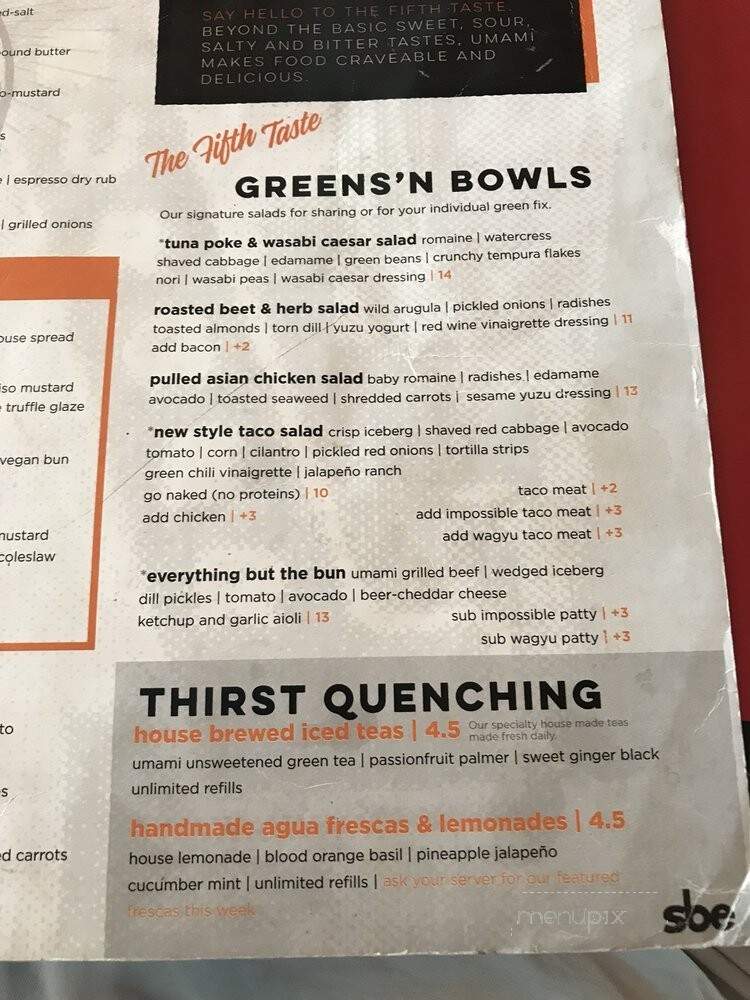 d-salt
ound butter
o-mustard
s
e | espresso dry rub
| grilled onions
ouse spread
iso mustard
e truffle glaze
vegan bun
mustard
coleslaw
to
s
d carrots
SAY HELLO TO THE FIFTH TASTE.
BEYOND THE BASIC SWEET, SOUR,
SALTY AND BITTER TASTES, UMAMI
MAKES FOOD CRAVEABLE AND
DELICIOUS.
The Fifth Taste
GREENS'N BOWLS
Our signature salads for sharing or for your individual green fix.
*tuna poke & wasabi caesar salad romaine | watercress
shaved cabbage | edamame | green beans | crunchy tempura flakes
nori | wasabi peas | wasabi caesar dressing | 14
roasted beet & herb salad wild arugula | pickled onions | radishes
toasted almonds | torn dill | yuzu yogurt | red wine vinaigrette dressing | 11
add bacon | +2
pulled asian chicken salad baby romaine | radishes | edamame
avocado | toasted seaweed | shredded carrots | sesame yuzu dressing | 13
*new style taco salad crisp iceberg | shaved red cabbage | avocado
tomato | corn | cilantro | pickled red onions | tortilla strips
green chili vinaigrette | jalapeño ranch
go naked (no proteins) | 10 taco meat | +2
add chicken | +3 add impossible taco meat | +3
add wagyu taco meat | +3
*everything but the bun umami grilled beef | wedged iceberg
dill pickles | tomato | avocado | beer-cheddar cheese
ketchup and garlic aioli | 13 sub impossible patty | +3
sub wagyu patty | +3
THIRST QUENCHING
house brewed iced teas | 4.5 Our specialty house made teas
made fresh daily.
umami unsweetened green tea | passionfruit palmer | sweet ginger black
unlimited refills
handmade agua frescas & lemonades | 4.5
house lemonade | blood orange basil | pineapple jalapeño
cucumber mint | unlimited refills | ask your server for our featured
frescas this week
menupix
sbe